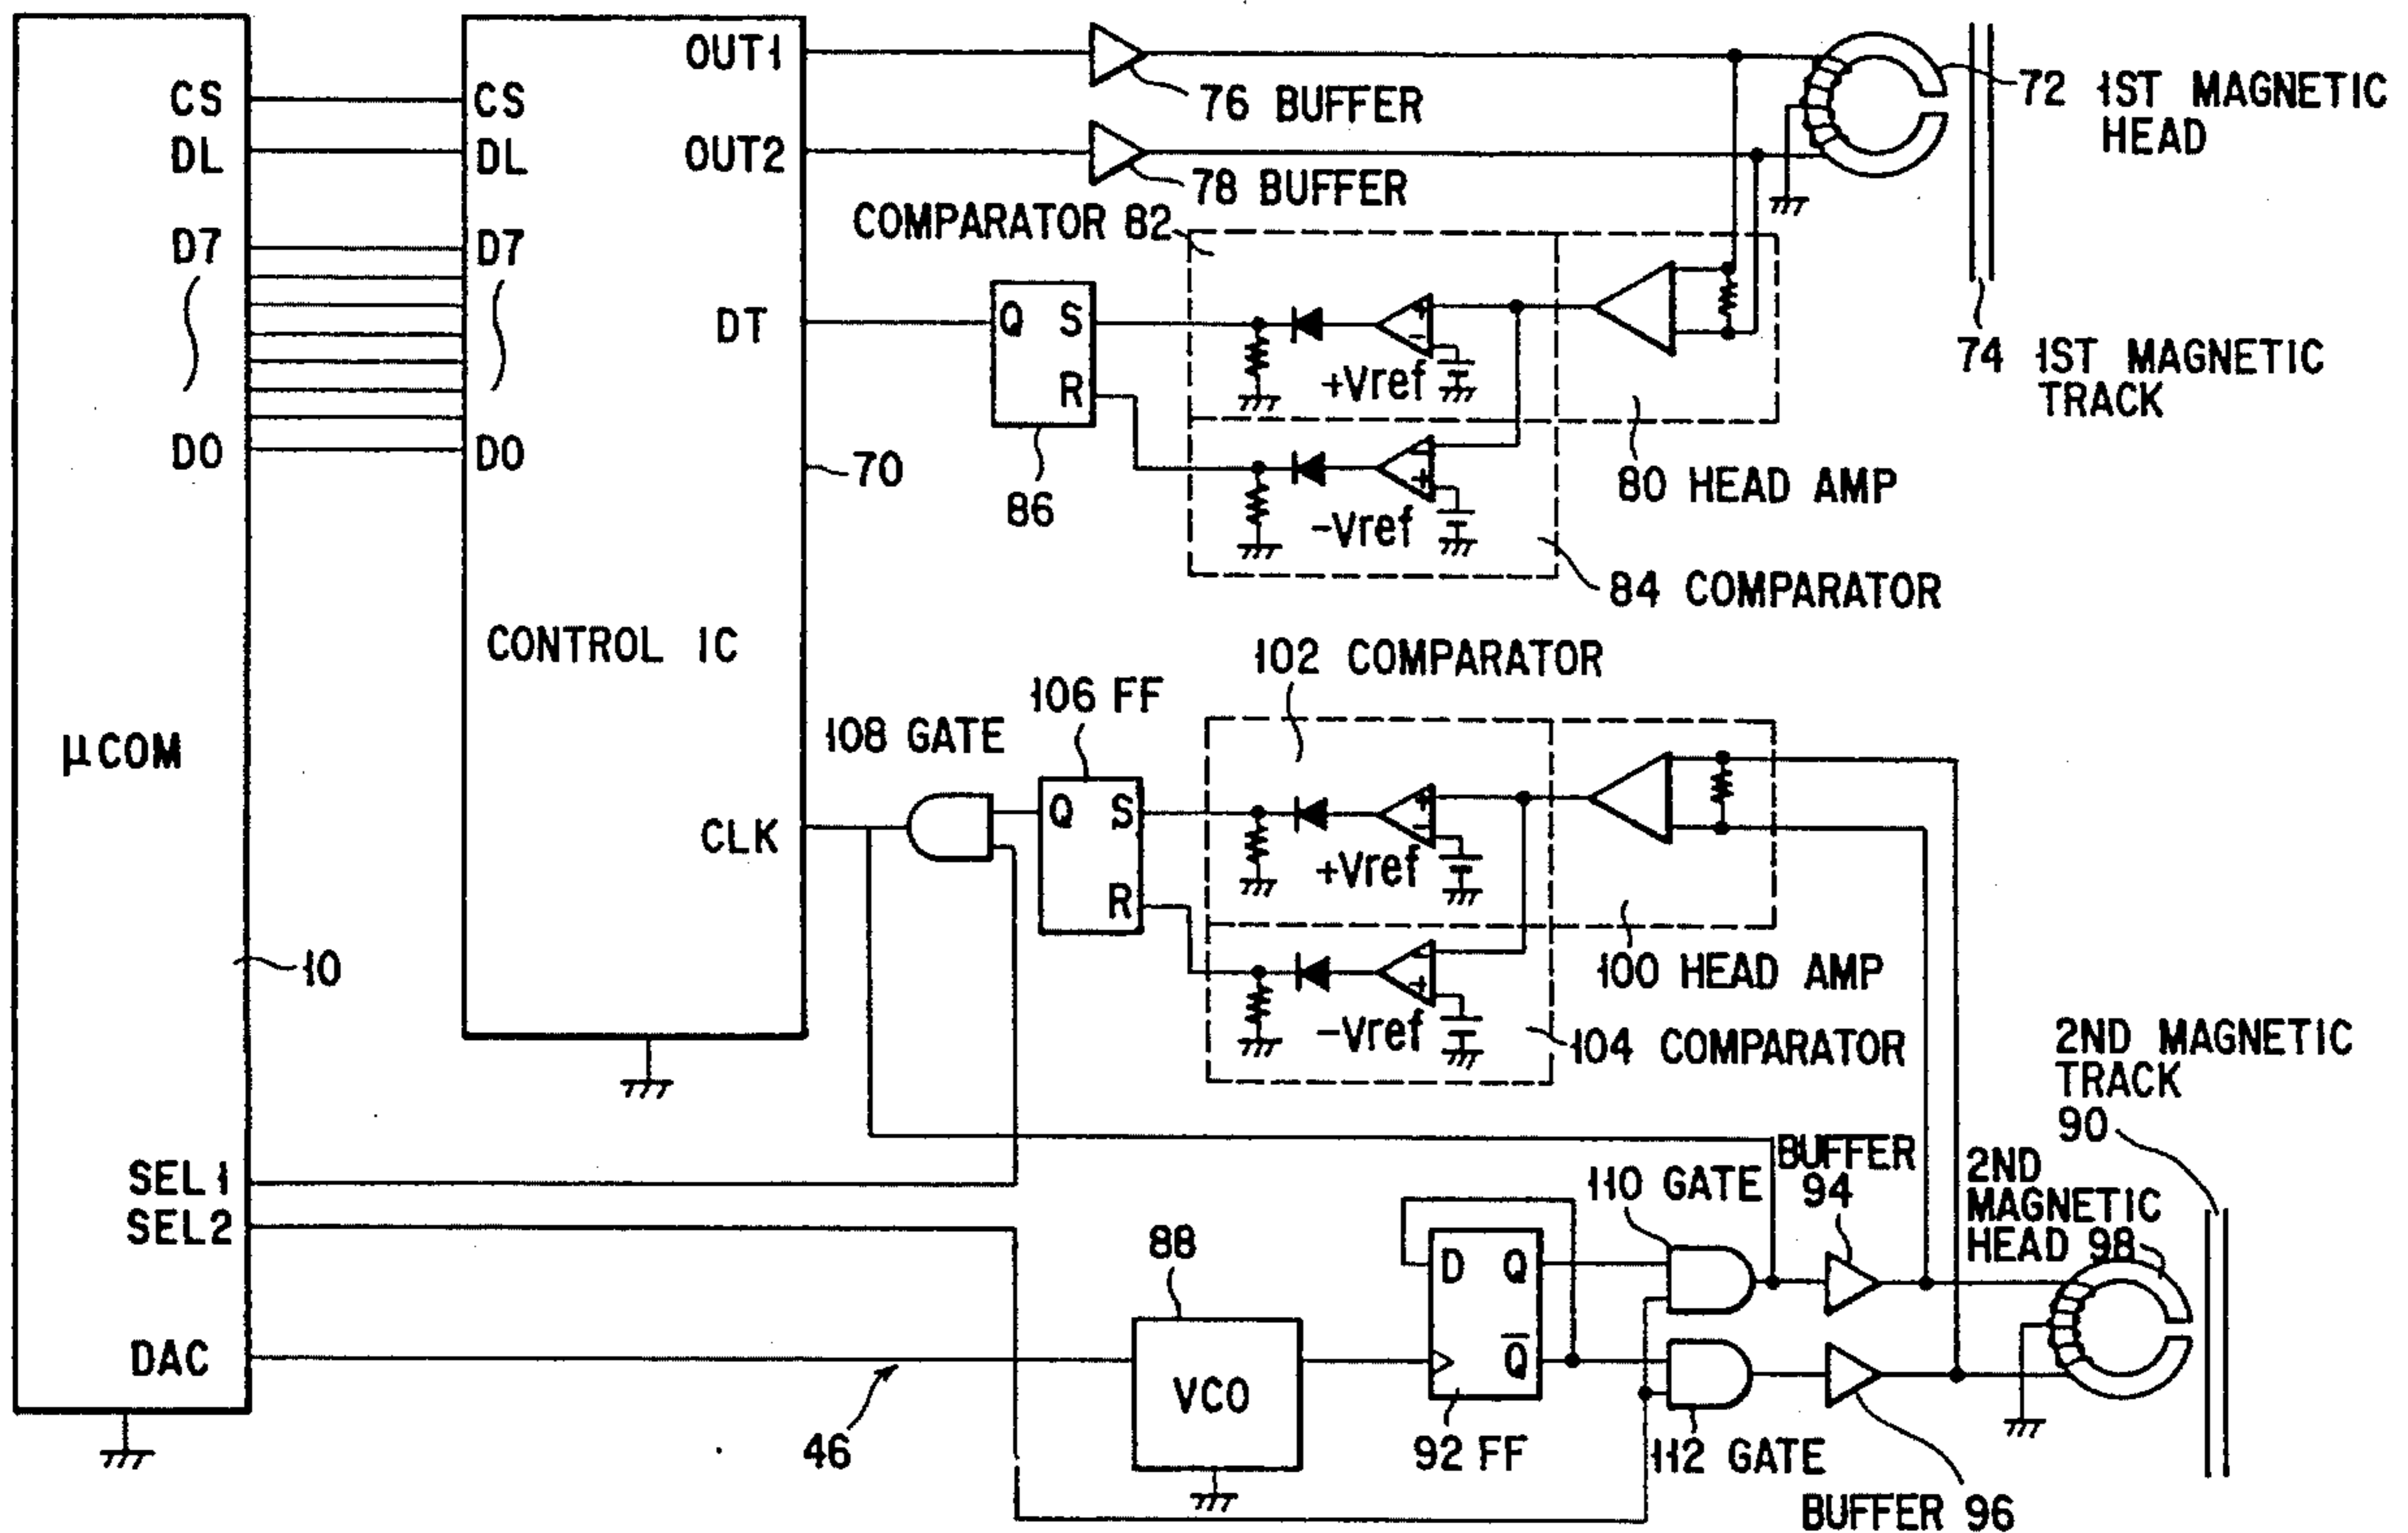 OUT1
CS
CS
DL
DL
OUT2
76 BUFFER
78 BUFFER
72 1ST MAGNETIC
HEAD
D7
D7
COMPARATOR 82
DT
Q
S
R
+
-
+Vref
74 1ST MAGNETIC
TRACK
D0
D0
70
86
-
+
-Vref
80 HEAD AMP
84 COMPARATOR
CONTROL IC
102 COMPARATOR
106 FF
108 GATE
μCOM
CLK
Q
S
R
+
-
+Vref
10
100 HEAD AMP
-
+
-Vref
104 COMPARATOR
2ND MAGNETIC
TRACK
90
SEL1
SEL2
BUFFER
94
110 GATE
2ND
MAGNETIC
HEAD 98
88
D
Q
Q̅
DAC
VCO
46
92 FF
112 GATE
BUFFER 96